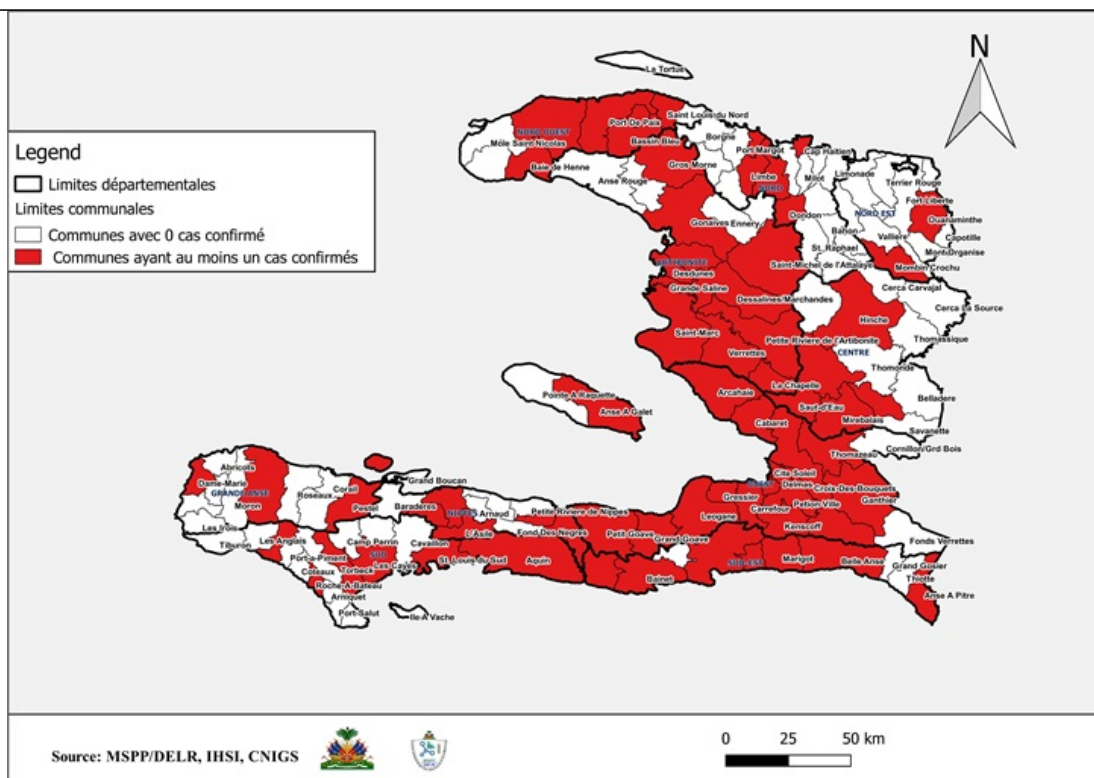 N
Legend
Limites départementales
Limites communales
Communes avec 0 cas confirmé
Communes ayant au moins un cas confirmés
La Tortue
Saint Louis du Nord
Port De Paix
NORD OUEST
Môle Saint Nicolas
Bassin Bleu
Borgne
Port Margot
Cap Haitien
Baie de Henne
Gros Morne
Limbe
NORD
Milot
Limonade
Terrier Rouge
Anse Rouge
Fort Liberte
Ouanaminthe
NORD EST
Gonaives
Ennery
Dondon
Bahon
Valliere
Capotille
Mont-Organise
St. Raphael
Saint-Michel de l'Attalaye
Mombin Crochu
ARTIBONITE
Desdunes
Grande Saline
Dessalines/Marchandes
Cerca Carvajal
Cerca La Source
Hinche
Saint-Marc
Petite Riviere de l'Artibonite
Thomassique
Verrettes
CENTRE
Thomonde
La Chapelle
Belladere
Pointe A Raquette
Anse A Galet
Arcahaie
Saut-d'Eau
Mirebalais
Savanette
Cabaret
Cornillon/Grd Bois
Thomazeau
Abricots
Dame-Marie
GRANDE ANSE
Moron
Roseaux
Corail
Pestel
Grand Boucan
Baraderes
NIPPES
Arnaud
Petite Riviere de Nippes
Cite Soleil
Delmas
Croix-Des-Bouquets
OUEST
Gressier
Carrefour
Petion-Ville
Ganthier
Leogane
Kenscoff
Les Irois
Tiburon
Les Anglais
Camp Perrin
Cavaillon
L'Asile
Fond Des Negres
Petit Goave
Grand Goave
Fonds Verrettes
Port-a-Piment
SUD
Les Cayes
St. Louis du Sud
Aquin
Coteaux
Torbeck
Roche-A-Bateau
Arniquet
Port-Salut
Ile-A Vache
Bainet
SUD-EST
Marigot
Belle Anse
Grand Gosier
Thiotte
Anse A Pitre
Source: MSPP/DELR, IHSI, CNIGS
0 25 50 km